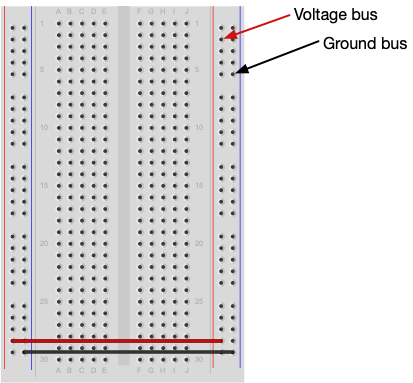 Voltage bus
Ground bus
A B C D E F G H I J
1 1
5 5
10 10
15 15
20 20
25 25
30 30
A B C D E F G H I J